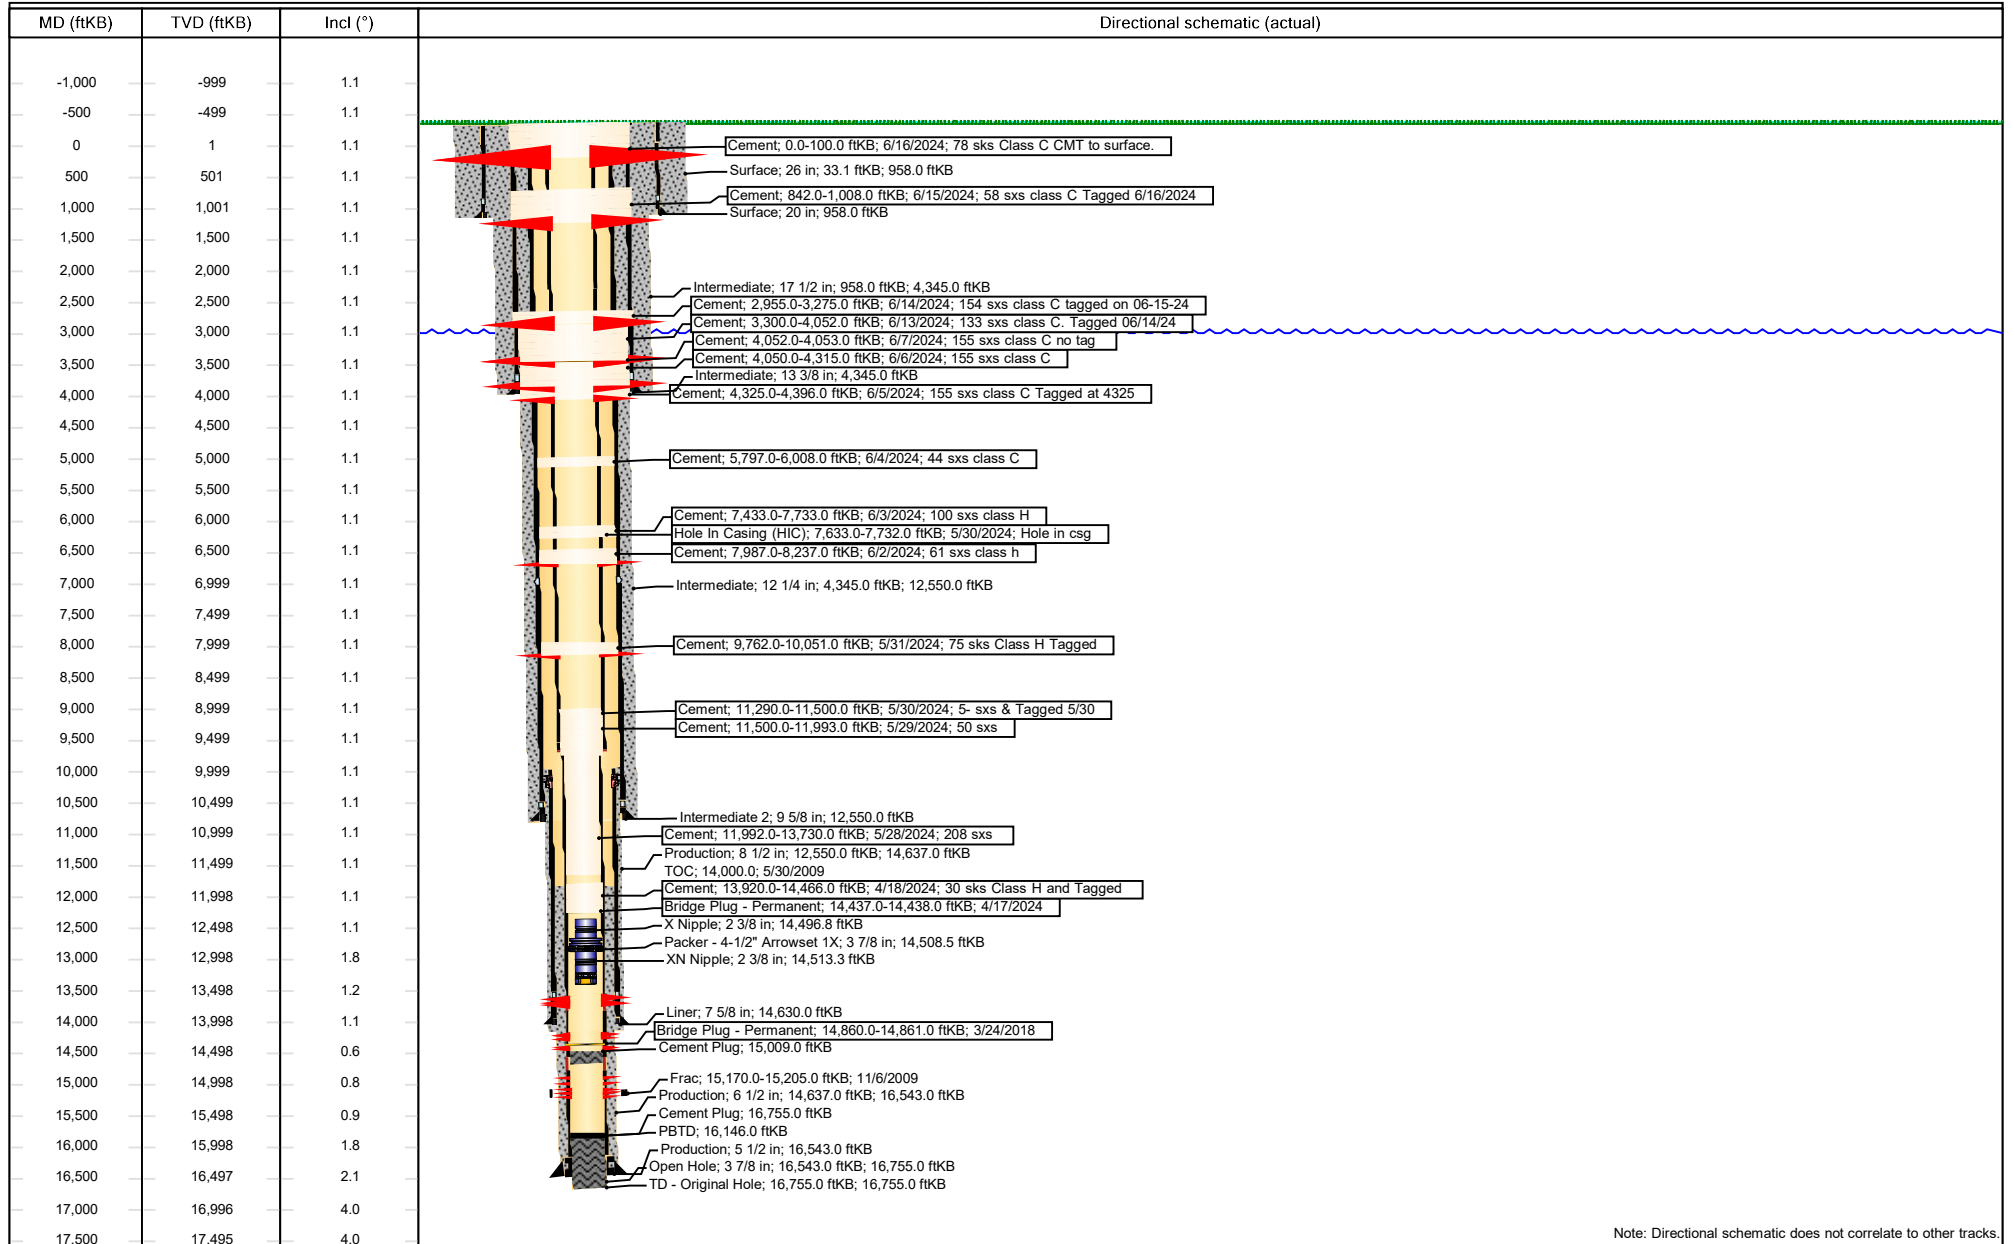 MD (ftKB) TVD (ftKB) Incl (°) Directional schematic (actual)
-1,000 -999 1.1
-500 -499 1.1
0 1 1.1
500 501 1.1
1,000 1,001 1.1
1,500 1,500 1.1
2,000 2,000 1.1
2,500 2,500 1.1
3,000 3,000 1.1
3,500 3,500 1.1
4,000 4,000 1.1
4,500 4,500 1.1
5,000 5,000 1.1
5,500 5,500 1.1
6,000 6,000 1.1
6,500 6,500 1.1
7,000 6,999 1.1
7,500 7,499 1.1
8,000 7,999 1.1
8,500 8,499 1.1
9,000 8,999 1.1
9,500 9,499 1.1
10,000 9,999 1.1
10,500 10,499 1.1
11,000 10,999 1.1
11,500 11,499 1.1
12,000 11,998 1.1
12,500 12,498 1.1
13,000 12,998 1.8
13,500 13,498 1.2
14,000 13,998 1.1
14,500 14,498 0.6
15,000 14,998 0.8
15,500 15,498 0.9
16,000 15,998 1.8
16,500 16,497 2.1
17,000 16,996 4.0
17,500 17,495 4.0
Cement; 0.0-100.0 ftKB; 6/16/2024; 78 sks Class C CMT to surface.
Surface; 26 in; 33.1 ftKB; 958.0 ftKB
Cement; 842.0-1,008.0 ftKB; 6/15/2024; 58 sxs class C Tagged 6/16/2024
Surface; 20 in; 958.0 ftKB
Intermediate; 17 1/2 in; 958.0 ftKB; 4,345.0 ftKB
Cement; 2,955.0-3,275.0 ftKB; 6/14/2024; 154 sxs class C tagged on 06-15-24
Cement; 3,300.0-4,052.0 ftKB; 6/13/2024; 133 sxs class C. Tagged 06/14/24
Cement; 4,052.0-4,053.0 ftKB; 6/7/2024; 155 sxs class C no tag
Cement; 4,050.0-4,315.0 ftKB; 6/6/2024; 155 sxs class C
Intermediate; 13 3/8 in; 4,345.0 ftKB
Cement; 4,325.0-4,396.0 ftKB; 6/5/2024; 155 sxs class C Tagged at 4325
Cement; 5,797.0-6,008.0 ftKB; 6/4/2024; 44 sxs class C
Cement; 7,433.0-7,733.0 ftKB; 6/3/2024; 100 sxs class H
Hole In Casing (HIC); 7,633.0-7,732.0 ftKB; 5/30/2024; Hole in csg
Cement; 7,987.0-8,237.0 ftKB; 6/2/2024; 61 sxs class h
Intermediate; 12 1/4 in; 4,345.0 ftKB; 12,550.0 ftKB
Cement; 9,762.0-10,051.0 ftKB; 5/31/2024; 75 sks Class H Tagged
Cement; 11,290.0-11,500.0 ftKB; 5/30/2024; 5- sxs & Tagged 5/30
Cement; 11,500.0-11,993.0 ftKB; 5/29/2024; 50 sxs
Intermediate 2; 9 5/8 in; 12,550.0 ftKB
Cement; 11,992.0-13,730.0 ftKB; 5/28/2024; 208 sxs
Production; 8 1/2 in; 12,550.0 ftKB; 14,637.0 ftKB
TOC; 14,000.0; 5/30/2009
Cement; 13,920.0-14,466.0 ftKB; 4/18/2024; 30 sks Class H and Tagged
Bridge Plug - Permanent; 14,437.0-14,438.0 ftKB; 4/17/2024
X Nipple; 2 3/8 in; 14,496.8 ftKB
Packer - 4-1/2" Arrowset 1X; 3 7/8 in; 14,508.5 ftKB
XN Nipple; 2 3/8 in; 14,513.3 ftKB
Liner; 7 5/8 in; 14,630.0 ftKB
Bridge Plug - Permanent; 14,860.0-14,861.0 ftKB; 3/24/2018
Cement Plug; 15,009.0 ftKB
Frac; 15,170.0-15,205.0 ftKB; 11/6/2009
Production; 6 1/2 in; 14,637.0 ftKB; 16,543.0 ftKB
Cement Plug; 16,755.0 ftKB
PBTD; 16,146.0 ftKB
Production; 5 1/2 in; 16,543.0 ftKB
Open Hole; 3 7/8 in; 16,543.0 ftKB; 16,755.0 ftKB
TD - Original Hole; 16,755.0 ftKB; 16,755.0 ftKB
Note: Directional schematic does not correlate to other tracks.